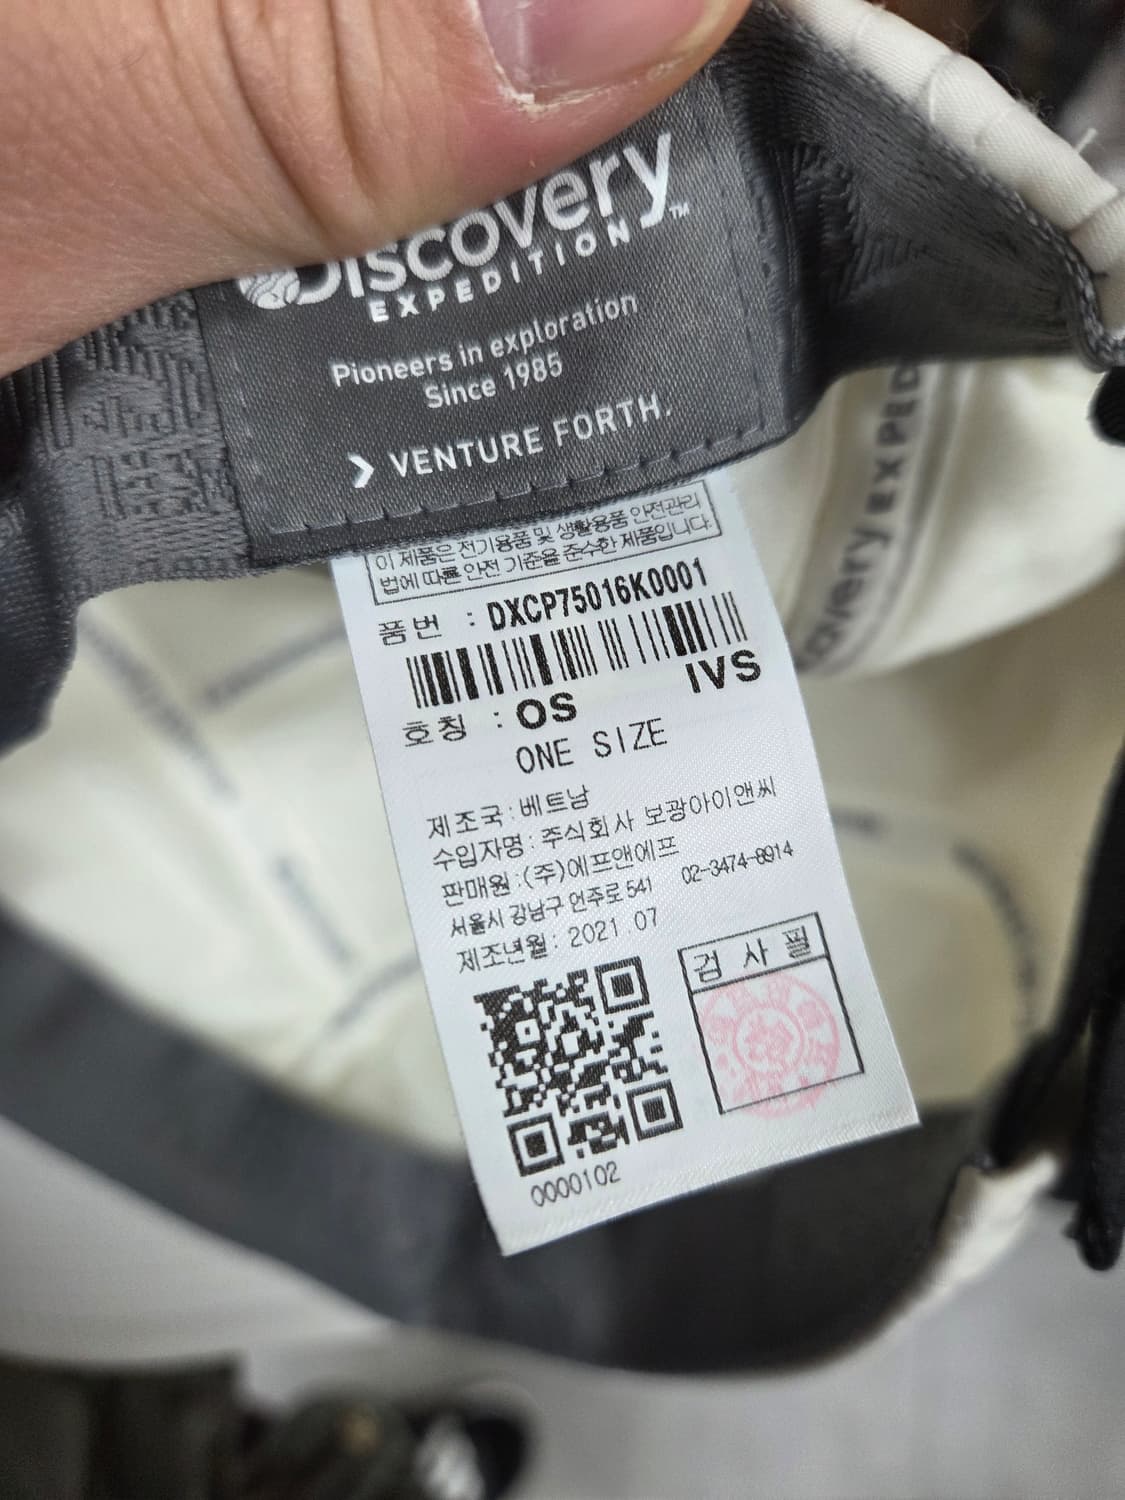 Discovery™
EXPEDITION
Pioneers in exploration
Since 1985
VENTURE FORTH.
이 제품은 전기용품 및 생활용품 안전관리
법에 따른 안전 기준을 준수한 제품입니다.
품번 : DXCP75016K0001
IVS
호칭 : OS
ONE SIZE
제조국 : 베트남
수입자명 : 주식회사 보광아이앤씨
판매원 : (주)에프앤에프
서울시 강남구 언주로 541 02-3474-8914
제조년월 : 2021 07
검사필
0000102
covery EXPED